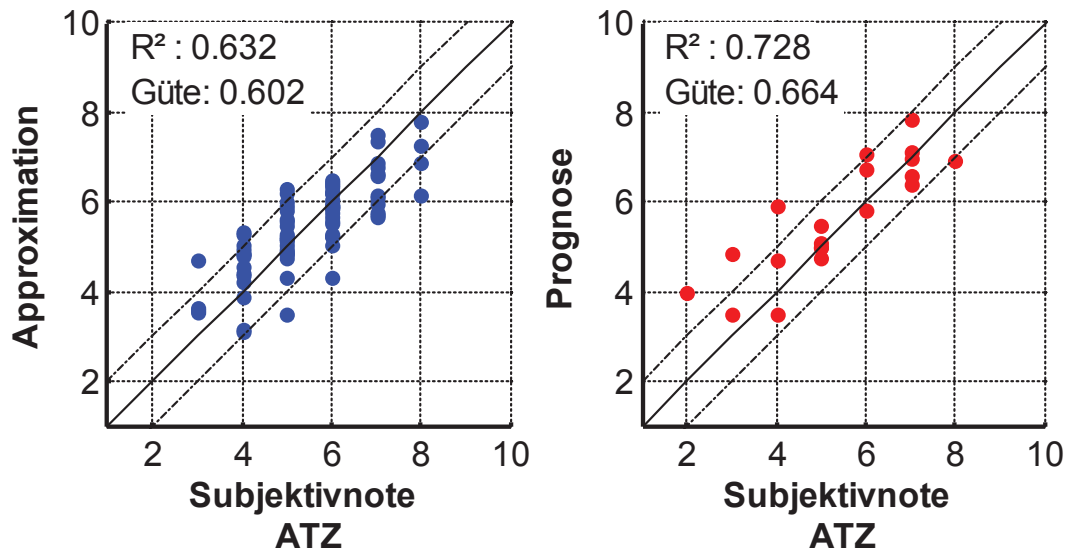 10
8
6
4
2
R² : 0.632
Güte: 0.602
Approximation
2 4 6 8 10
Subjektivnote
ATZ
10
8
6
4
2
R² : 0.728
Güte: 0.664
Prognose
2 4 6 8 10
Subjektivnote
ATZ